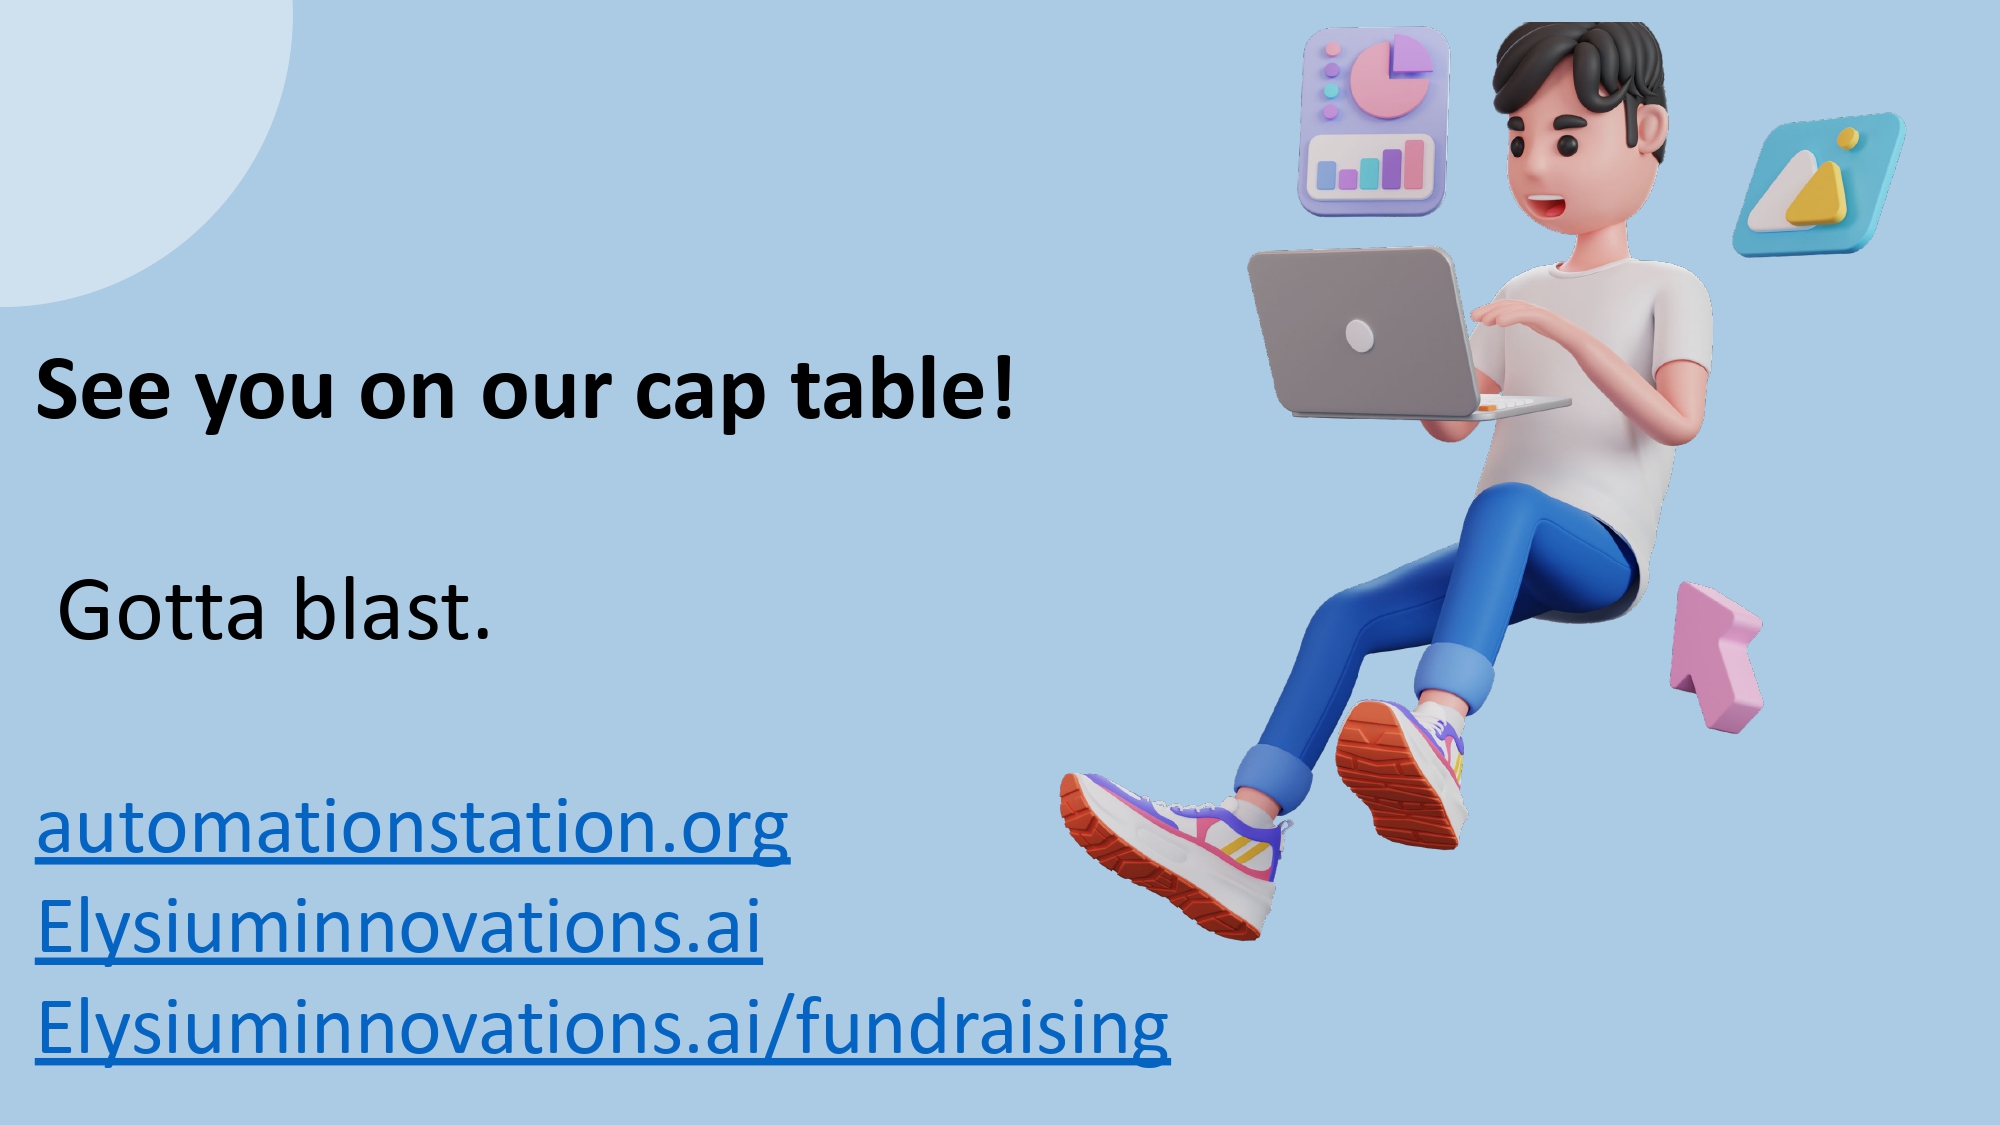 See you on our cap table!
Gotta blast.
automationstation.org
Elysiuminnovations.ai
Elysiuminnovations.ai/fundraising